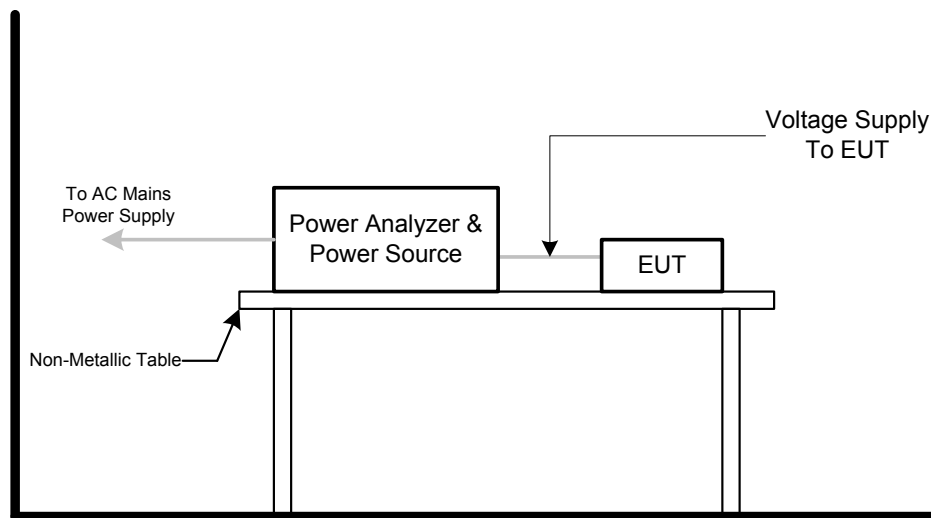 Voltage Supply
To EUT
To AC Mains
Power Supply
Power Analyzer &
Power Source
EUT
Non-Metallic Table